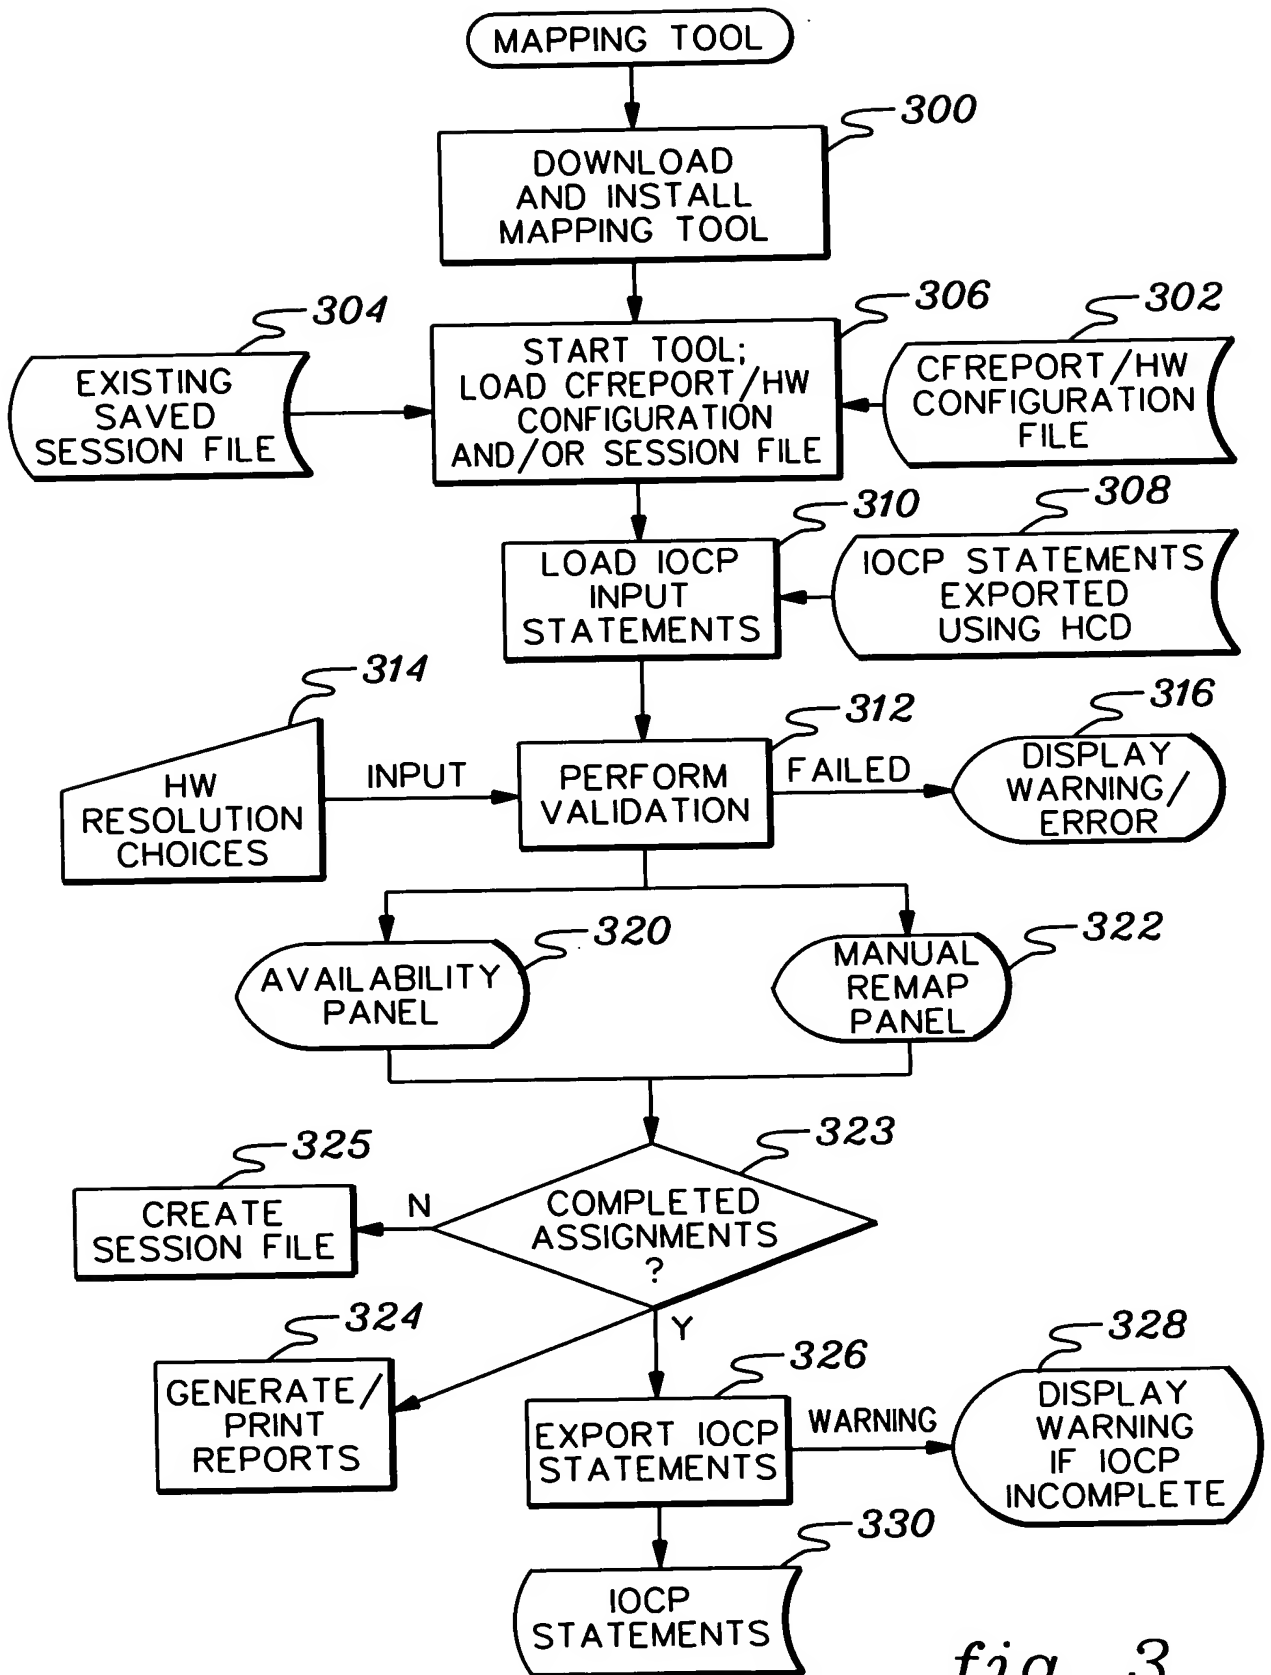 MAPPING TOOL
300
DOWNLOAD
AND INSTALL
MAPPING TOOL
304
306
302
EXISTING
SAVED
SESSION FILE
START TOOL;
LOAD CFREPORT/HW
CONFIGURATION
AND/OR SESSION FILE
CFREPORT/HW
CONFIGURATION
FILE
310
308
LOAD IOCP
INPUT
STATEMENTS
IOCP STATEMENTS
EXPORTED
USING HCD
314
312
316
HW
RESOLUTION
CHOICES
INPUT
PERFORM
VALIDATION
FAILED
DISPLAY
WARNING/
ERROR
320
322
AVAILABILITY
PANEL
MANUAL
REMAP
PANEL
325
323
CREATE
SESSION FILE
N
COMPLETED
ASSIGNMENTS
?
Y
324
326
328
GENERATE/
PRINT
REPORTS
EXPORT IOCP
STATEMENTS
WARNING
DISPLAY
WARNING
IF IOCP
INCOMPLETE
330
IOCP
STATEMENTS
fig. 3